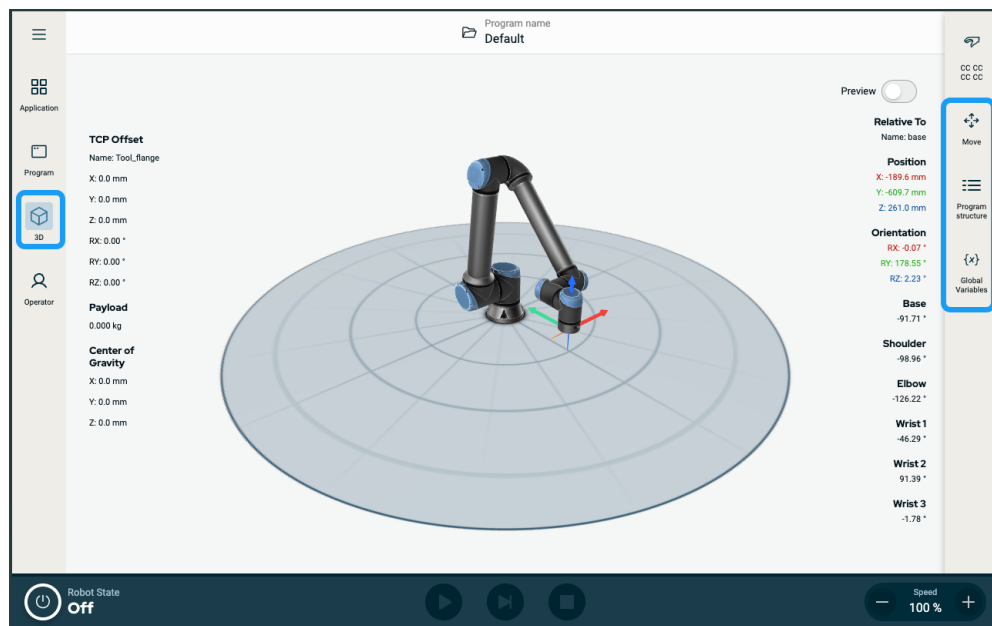 Program name
Default
Application
Program
3D
Operator
TCP Offset
Name: Tool_flange
X: 0.0 mm
Y: 0.0 mm
Z: 0.0 mm
RX: 0.00 °
RY: 0.00 °
RZ: 0.00 °
Payload
0.000 kg
Center of
Gravity
X: 0.0 mm
Y: 0.0 mm
Z: 0.0 mm
Preview
Relative To
Name: base
Position
X: -189.6 mm
Y: -609.7 mm
Z: 261.0 mm
Orientation
RX: -0.07 °
RY: 178.55 °
RZ: 2.23 °
Base
-91.71 °
Shoulder
-98.96 °
Elbow
-126.22 °
Wrist 1
-46.29 °
Wrist 2
91.39 °
Wrist 3
-1.78 °
CC CC
CC CC
Move
Program
structure
{x}
Global
Variables
Robot State
Off
Speed
100 %